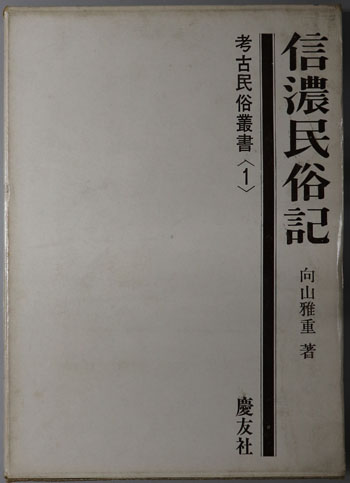 信濃民俗記
向山雅重 著
考古民俗叢書〈1〉
慶友社